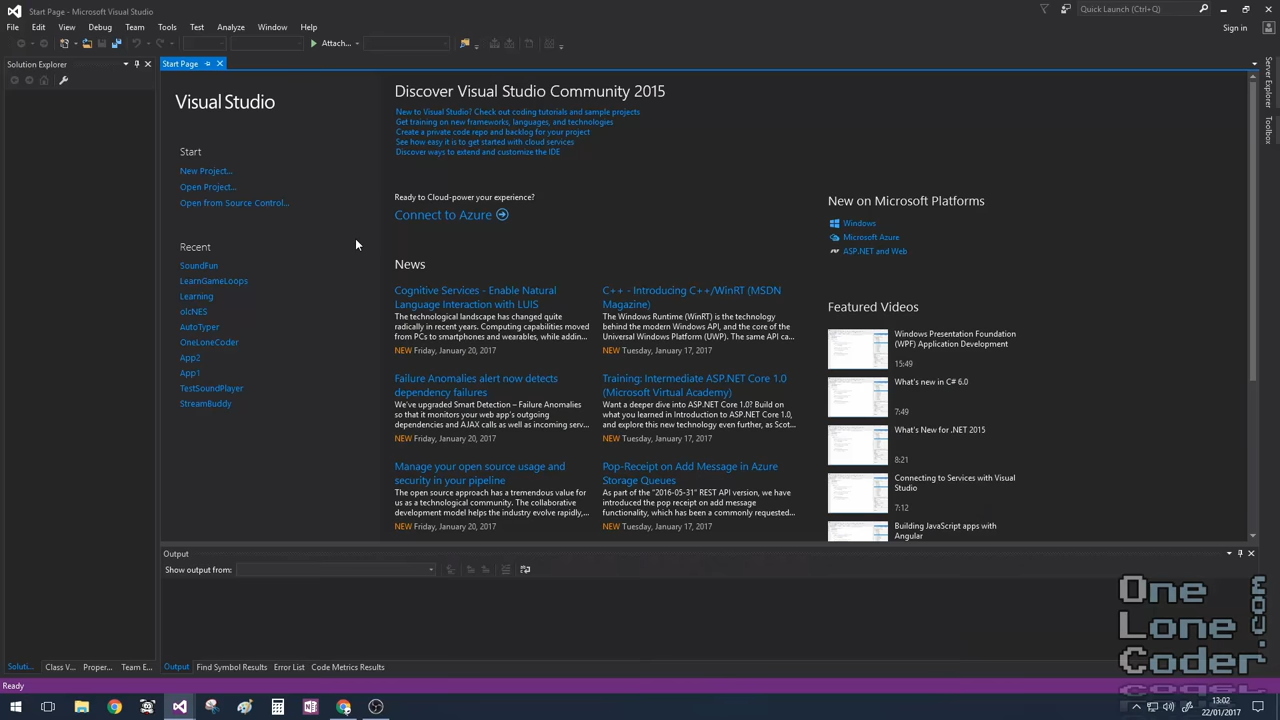 Start Page - Microsoft Visual Studio
Quick Launch (Ctrl+Q)
File Edit View Debug Team Tools Test Analyze Window Help
Sign in
Attach...
Solution Explorer
Start Page
Server Explorer
Toolbox
Visual Studio
Start
New Project...
Open Project...
Open from Source Control...
Recent
SoundFun
LearnGameLoops
Learning
olcNES
AutoTyper
OneLoneCoder
App2
App1
TestSoundPlayer
StreamBuddy
Discover Visual Studio Community 2015
New to Visual Studio? Check out coding tutorials and sample projects
Get training on new frameworks, languages, and technologies
Create a private code repo and backlog for your project
See how easy it is to get started with cloud services
Discover ways to extend and customize the IDE
Ready to Cloud-power your experience?
Connect to Azure
News
Cognitive Services - Enable Natural
Language Interaction with LUIS
The technological landscape has changed quite
radically in recent years. Computing capabilities moved
from PCs to smartphones and wearables, while addin...
NEW Friday, January 20, 2017
C++ - Introducing C++/WinRT (MSDN
Magazine)
The Windows Runtime (WinRT) is the technology
behind the modern Windows API, and the core of the
Universal Windows Platform (UWP). The same API ca...
NEW Tuesday, January 17, 2017
Failure Anomalies alert now detects
dependency failures
We've upgraded Smart Detection – Failure Anomalies
so that it monitors your web app's outgoing
dependencies and AJAX calls as well as incoming serv...
NEW Friday, January 20, 2017
Training: Intermediate ASP.NET Core 1.0
(Microsoft Virtual Academy)
Want a deeper dive into ASP.NET Core 1.0? Build on
what you learned in Introduction to ASP.NET Core 1.0,
and explore this new technology even further, as Scot...
NEW Tuesday, January 17, 2017
Manage your open source usage and
security in your pipeline
The open source approach has a tremendous value for
us as a technological community. The collaborative
development model helps the industry evolve rapidly,...
NEW Friday, January 20, 2017
Pop-Receipt on Add Message in Azure
Storage Queues
As part of the "2016-05-31" REST API version, we have
introduced the pop receipt on add message
functionality, which has been a commonly requested...
NEW Tuesday, January 17, 2017
New on Microsoft Platforms
Windows
Microsoft Azure
ASP.NET and Web
Featured Videos
Windows Presentation Foundation
(WPF) Application Development
15:49
What's new in C# 6.0
7:49
What's New for .NET 2015
8:21
Connecting to Services with Visual
Studio
7:12
Building JavaScript apps with
Angular
Output
Show output from:
One
Lone
Coder
.com
Soluti... Class V... Proper... Team E...
Output Find Symbol Results Error List Code Metrics Results
Ready
13:02
22/01/2017